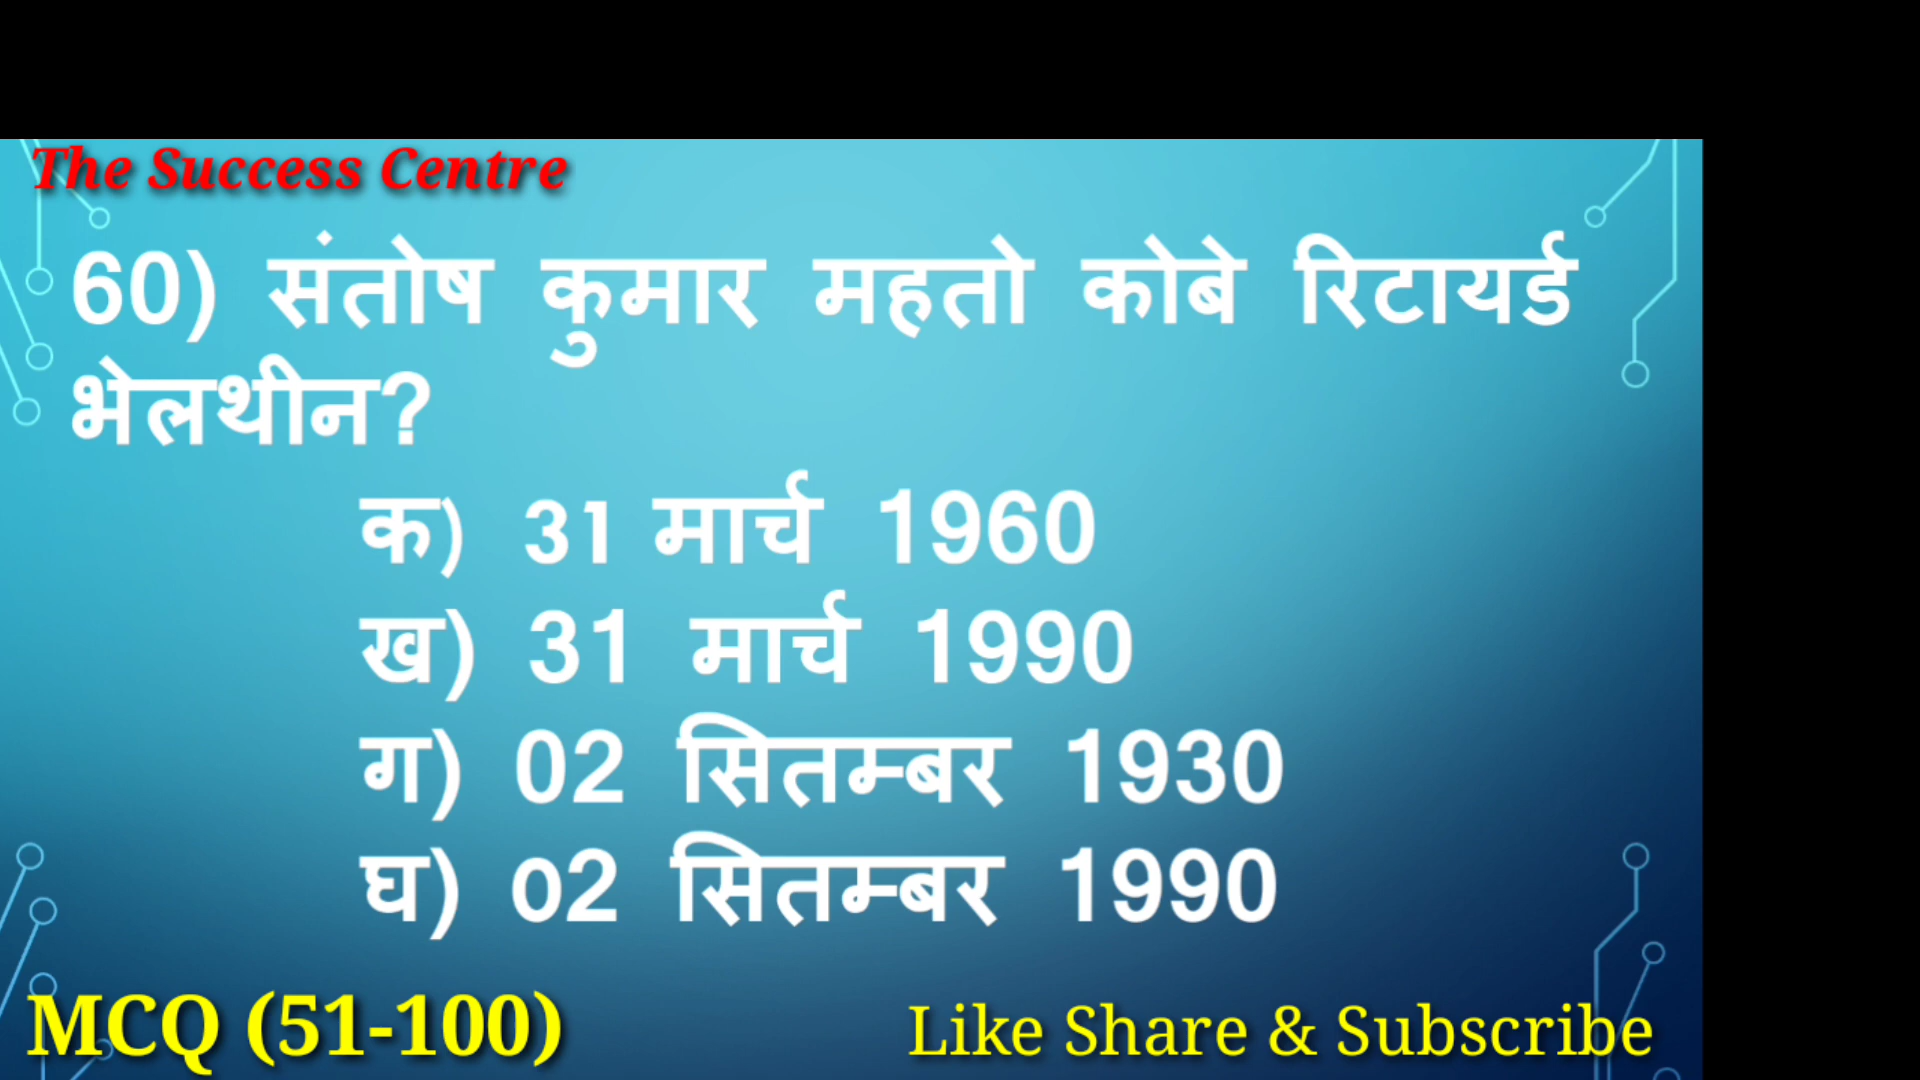 The Success Centre
60) संतोष कुमार महतो कोबे रिटायर्ड
भेलथीन?
क) 31 मार्च 1960
ख) 31 मार्च 1990
ग) 02 सितम्बर 1930
घ) 02 सितम्बर 1990
MCQ (51-100)
Like Share & Subscribe